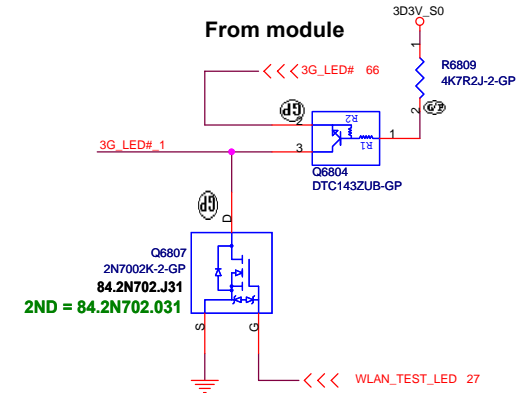 3D3V_S0
From module
1
R6809
4K7R2J-2-GP
3G_LED# 66
2
G/P
GP
2
R2
R1
1
3G_LED#_1
3
Q6804
DTC143ZUB-GP
GP
D
Q6807
2N7002K-2-GP
84.2N702.J31
2ND = 84.2N702.031
S
G
WLAN_TEST_LED 27